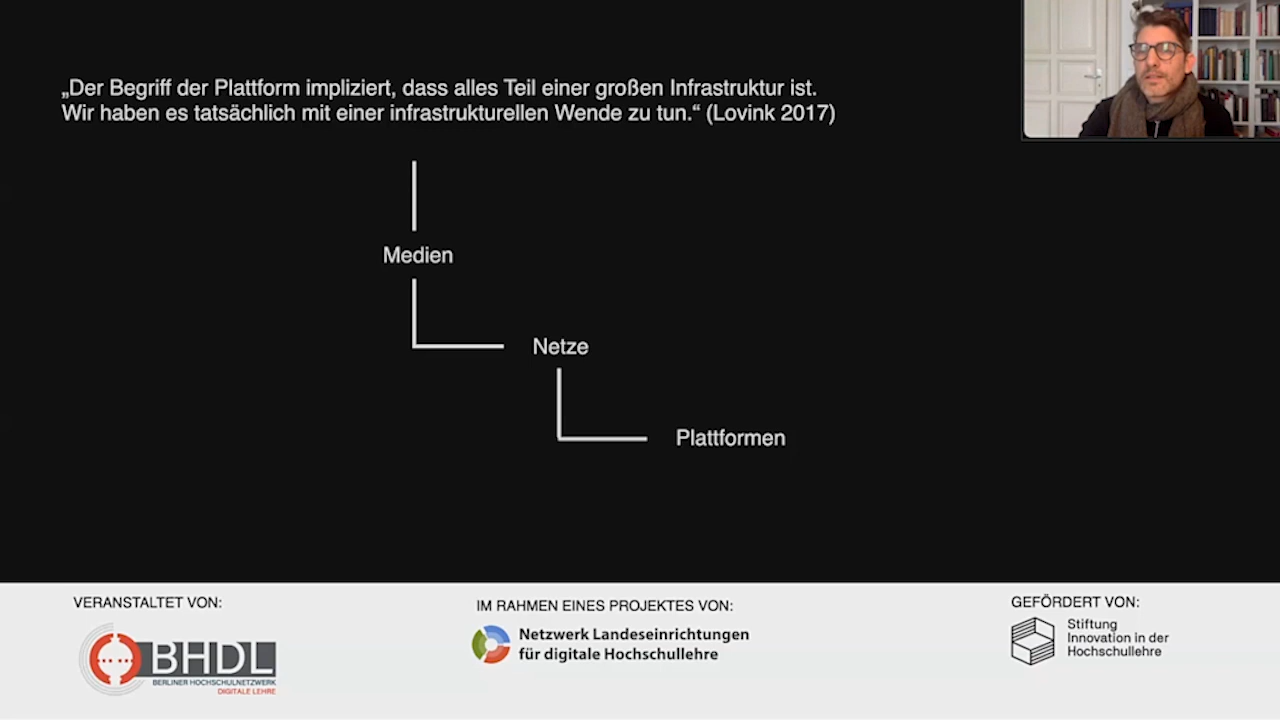 „Der Begriff der Plattform impliziert, dass alles Teil einer großen Infrastruktur ist.
Wir haben es tatsächlich mit einer infrastrukturellen Wende zu tun.“ (Lovink 2017)
Medien
Netze
Plattformen
VERANSTALTET VON:
BHDL
BERLINER HOCHSCHULNETZWERK
DIGITALE LEHRE
IM RAHMEN EINES PROJEKTES VON:
Netzwerk Landeseinrichtungen
für digitale Hochschullehre
GEFÖRDERT VON:
Stiftung
Innovation in der
Hochschullehre